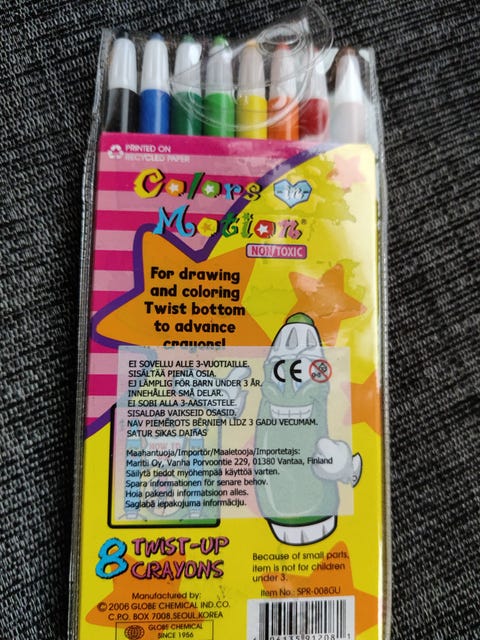 PRINTED ON
RECYCLED PAPER
Colors in
Motion®
NON/TOXIC
For drawing
and coloring
Twist bottom
to advance
crayons!
EI SOVELLU ALLE 3-VUOTIAILLE.
SISÄLTÄÄ PIENIÄ OSIA.
EJ LÄMPLIG FÖR BARN UNDER 3 ÅR.
INNEHÅLLER SMÅ DELAR.
EI SOBI ALLA 3-AASTASTELE.
SISALDAB VAIKSEID OSASID.
NAV PIEMĒROTS BĒRNIEM LĪDZ 3 GADU VECUMAM.
SATUR SĪKAS DAĻAS
CE
Maahantuoja/Importör/Maaletooja/Importetajs:
Maritii Oy, Vanha Porvoontie 229, 01380 Vantaa, Finland
Säilytä tiedot myöhempää käyttöä varten.
Spara informationen för senare behov.
Hoia pakendi informatsioon alles.
Saglabā iepakojuma informāciju.
8 TWIST-UP
CRAYONS
Because of small parts,
item is not for children
under 3.
Manufactured by:
© 2006 GLOBE CHEMICAL IND.CO.
C.P.O. BOX 7008.SEOUL.KOREA
Item No.: SPR-008GU
GLOBE CHEMICAL
SINCE 1966